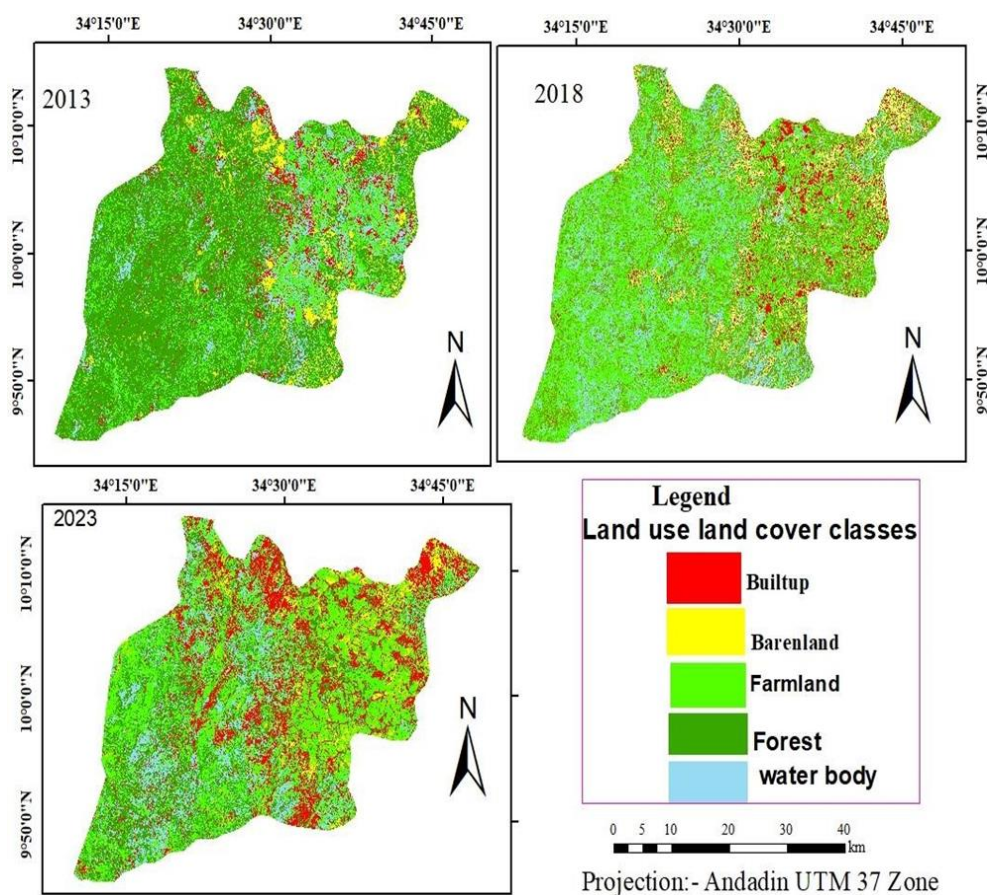 34°15'0"E 34°30'0"E 34°45'0"E
34°15'0"E 34°30'0"E 34°45'0"E
2013
2018
10°10'0"N
10°0'0"N
9°50'0"N
10°10'0"N
10°0'0"N
9°50'0"N
N
N
34°15'0"E 34°30'0"E 34°45'0"E
2023
10°10'0"N
10°0'0"N
9°50'0"N
N
Legend
Land use land cover classes
Builtup
Barenland
Farmland
Forest
water body
0 5 10 20 30 40
km
Projection:- Andadin UTM 37 Zone